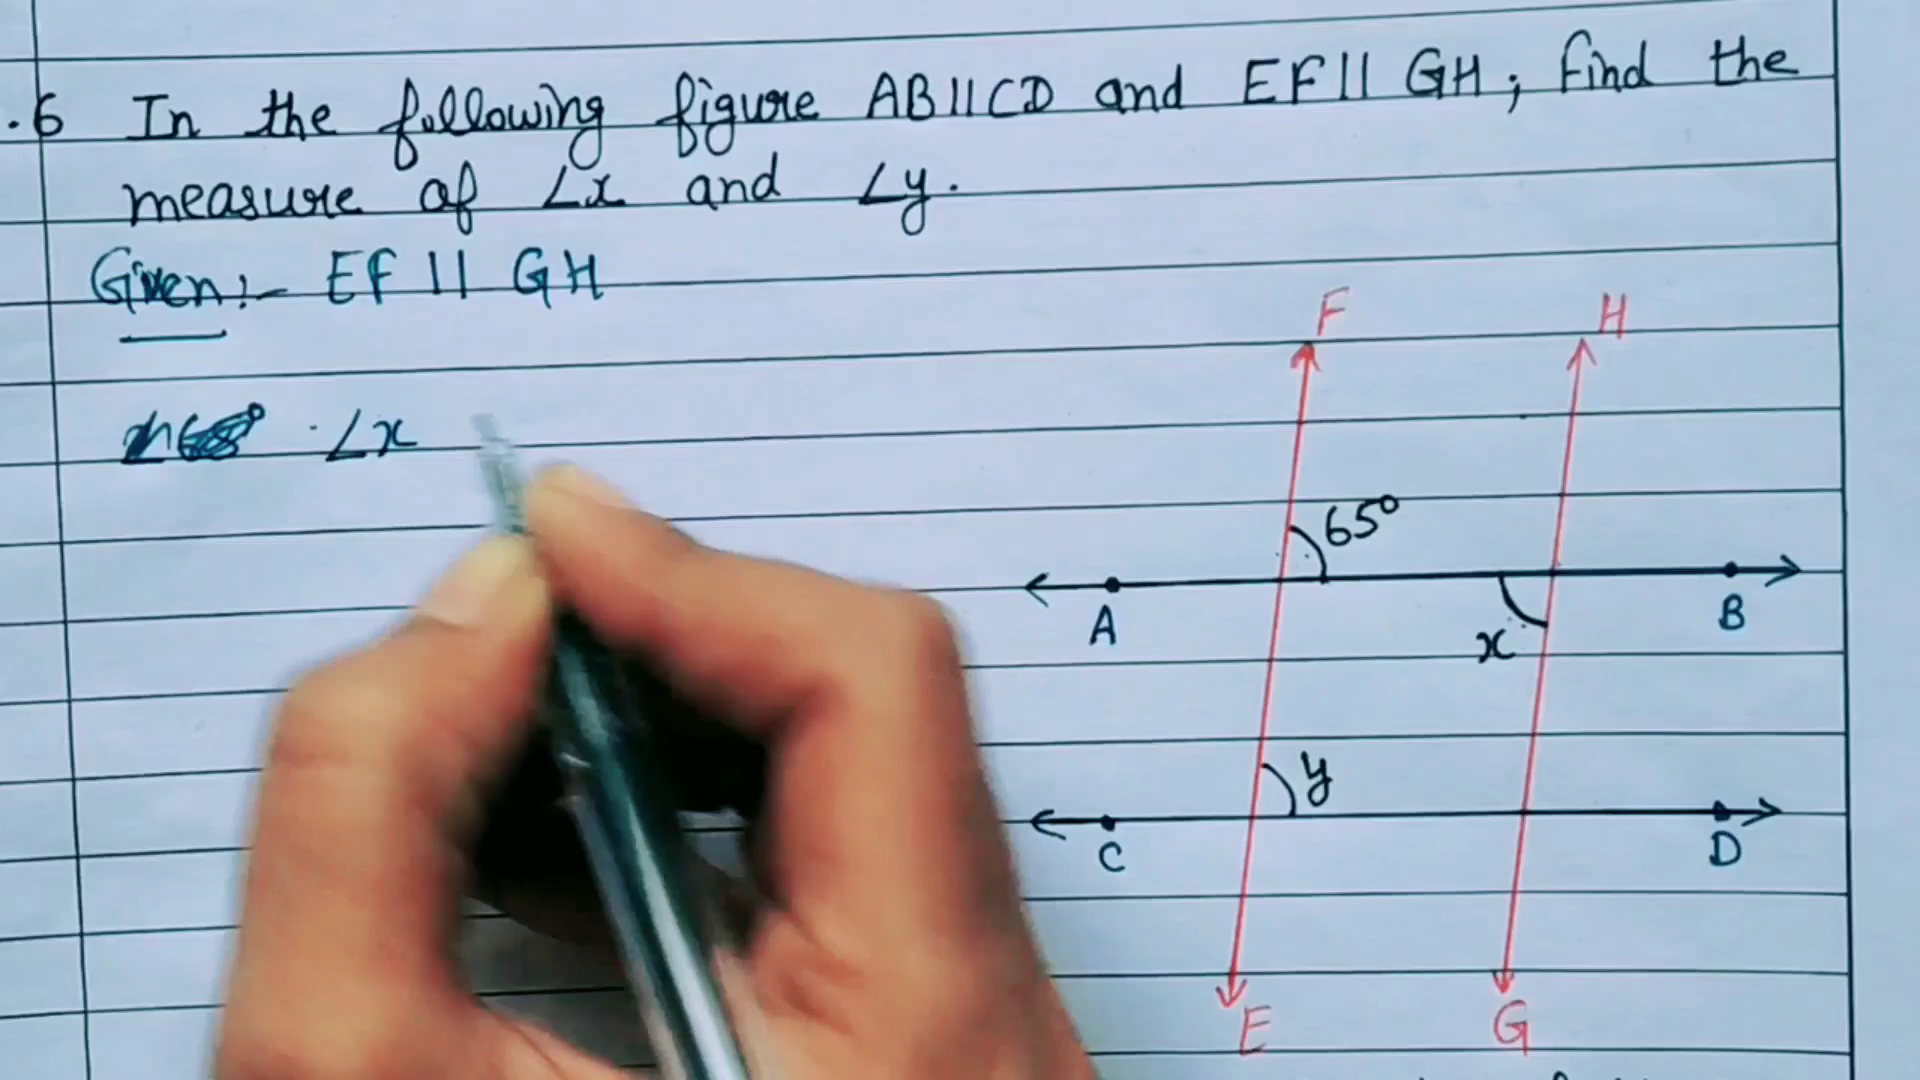 .6 In the following figure AB||CD and EF|| GH; find the
measure of ∠x and ∠y.
Given:- EF || GH
∠x
F
H
65°
A
B
x
y
C
D
E
G